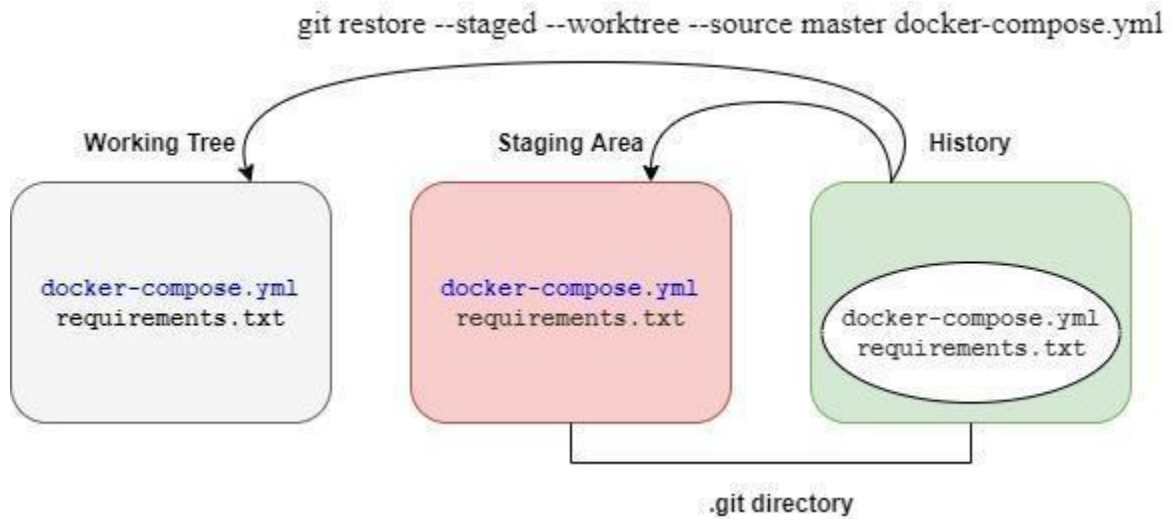 git restore --staged --worktree --source master docker-compose.yml
Working Tree
Staging Area
History
docker-compose.yml
requirements.txt
docker-compose.yml
requirements.txt
docker-compose.yml
requirements.txt
.git directory